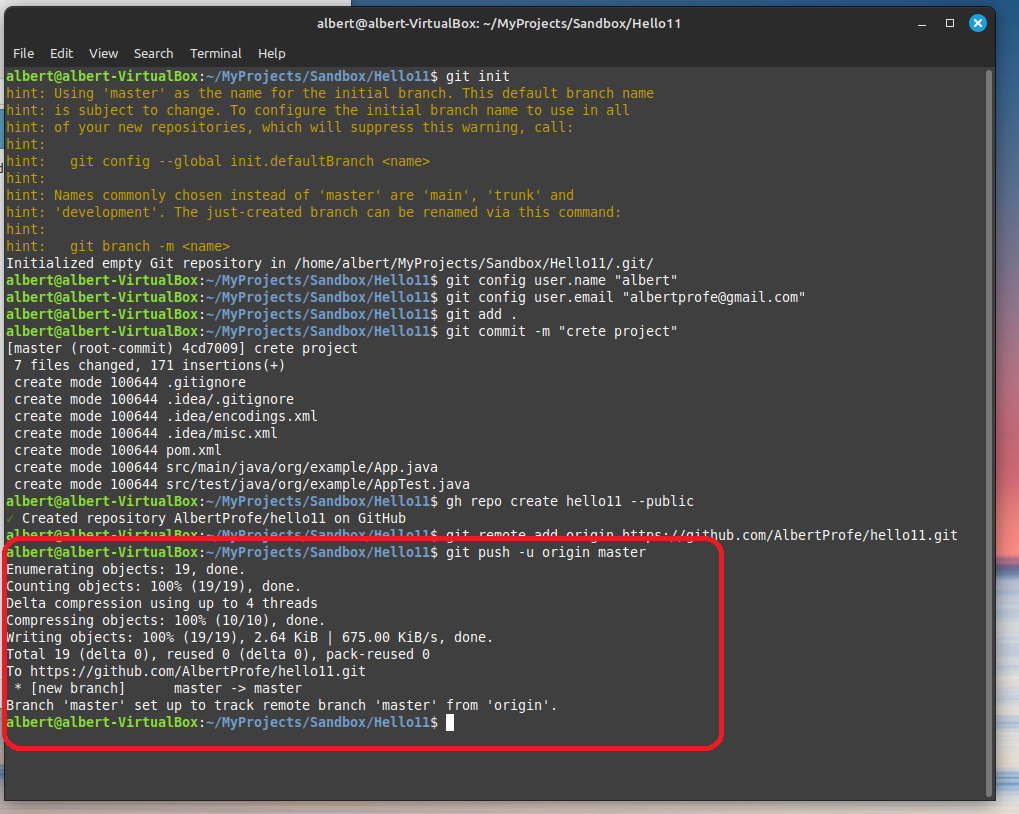 albert@albert-VirtualBox: ~/MyProjects/Sandbox/Hello11
File Edit View Search Terminal Help
albert@albert-VirtualBox:~/MyProjects/Sandbox/Hello11$ git init
hint: Using 'master' as the name for the initial branch. This default branch name
hint: is subject to change. To configure the initial branch name to use in all
hint: of your new repositories, which will suppress this warning, call:
hint:
hint:   git config --global init.defaultBranch <name>
hint:
hint: Names commonly chosen instead of 'master' are 'main', 'trunk' and
hint: 'development'. The just-created branch can be renamed via this command:
hint:
hint:   git branch -m <name>
Initialized empty Git repository in /home/albert/MyProjects/Sandbox/Hello11/.git/
albert@albert-VirtualBox:~/MyProjects/Sandbox/Hello11$ git config user.name "albert"
albert@albert-VirtualBox:~/MyProjects/Sandbox/Hello11$ git config user.email "albertprofe@gmail.com"
albert@albert-VirtualBox:~/MyProjects/Sandbox/Hello11$ git add .
albert@albert-VirtualBox:~/MyProjects/Sandbox/Hello11$ git commit -m "crete project"
[master (root-commit) 4cd7009] crete project
 7 files changed, 171 insertions(+)
 create mode 100644 .gitignore
 create mode 100644 .idea/.gitignore
 create mode 100644 .idea/encodings.xml
 create mode 100644 .idea/misc.xml
 create mode 100644 pom.xml
 create mode 100644 src/main/java/org/example/App.java
 create mode 100644 src/test/java/org/example/AppTest.java
albert@albert-VirtualBox:~/MyProjects/Sandbox/Hello11$ gh repo create hello11 --public
✓ Created repository AlbertProfe/hello11 on GitHub
albert@albert-VirtualBox:~/MyProjects/Sandbox/Hello11$ git remote add origin https://github.com/AlbertProfe/hello11.git
albert@albert-VirtualBox:~/MyProjects/Sandbox/Hello11$ git push -u origin master
Enumerating objects: 19, done.
Counting objects: 100% (19/19), done.
Delta compression using up to 4 threads
Compressing objects: 100% (10/10), done.
Writing objects: 100% (19/19), 2.64 KiB | 675.00 KiB/s, done.
Total 19 (delta 0), reused 0 (delta 0), pack-reused 0
To https://github.com/AlbertProfe/hello11.git
 * [new branch]      master -> master
Branch 'master' set up to track remote branch 'master' from 'origin'.
albert@albert-VirtualBox:~/MyProjects/Sandbox/Hello11$